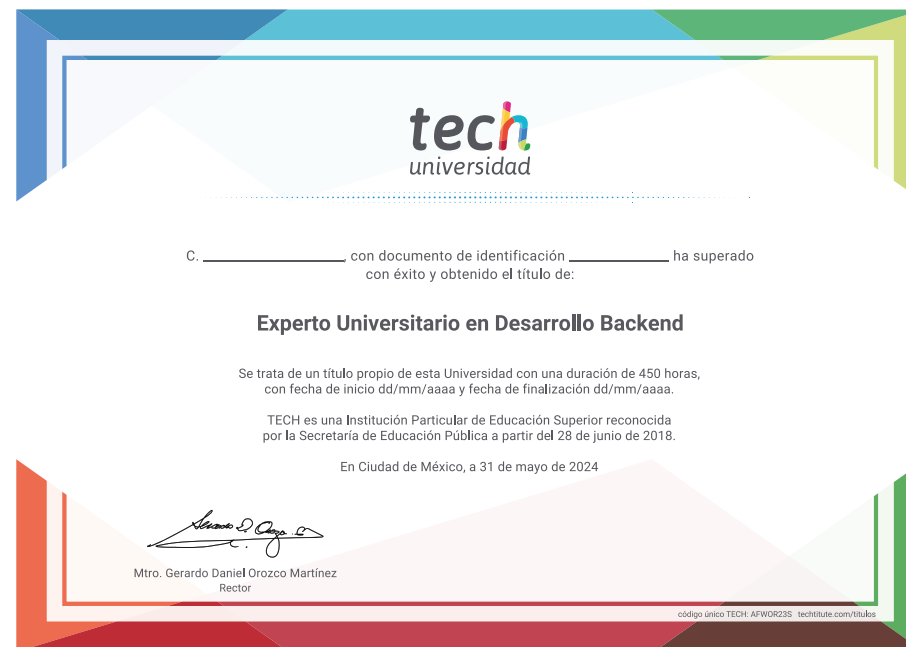 tech
universidad
C. ____________, con documento de identificación _________ ha superado
con éxito y obtenido el título de:
Experto Universitario en Desarrollo Backend
Se trata de un título propio de esta Universidad con una duración de 450 horas,
con fecha de inicio dd/mm/aaaa y fecha de finalización dd/mm/aaaa.
TECH es una Institución Particular de Educación Superior reconocida
por la Secretaría de Educación Pública a partir del 28 de junio de 2018.
En Ciudad de México, a 31 de mayo de 2024
Mtro. Gerardo Daniel Orozco Martínez
Rector
código único TECH: AFWOR23S techtitute.com/titulos